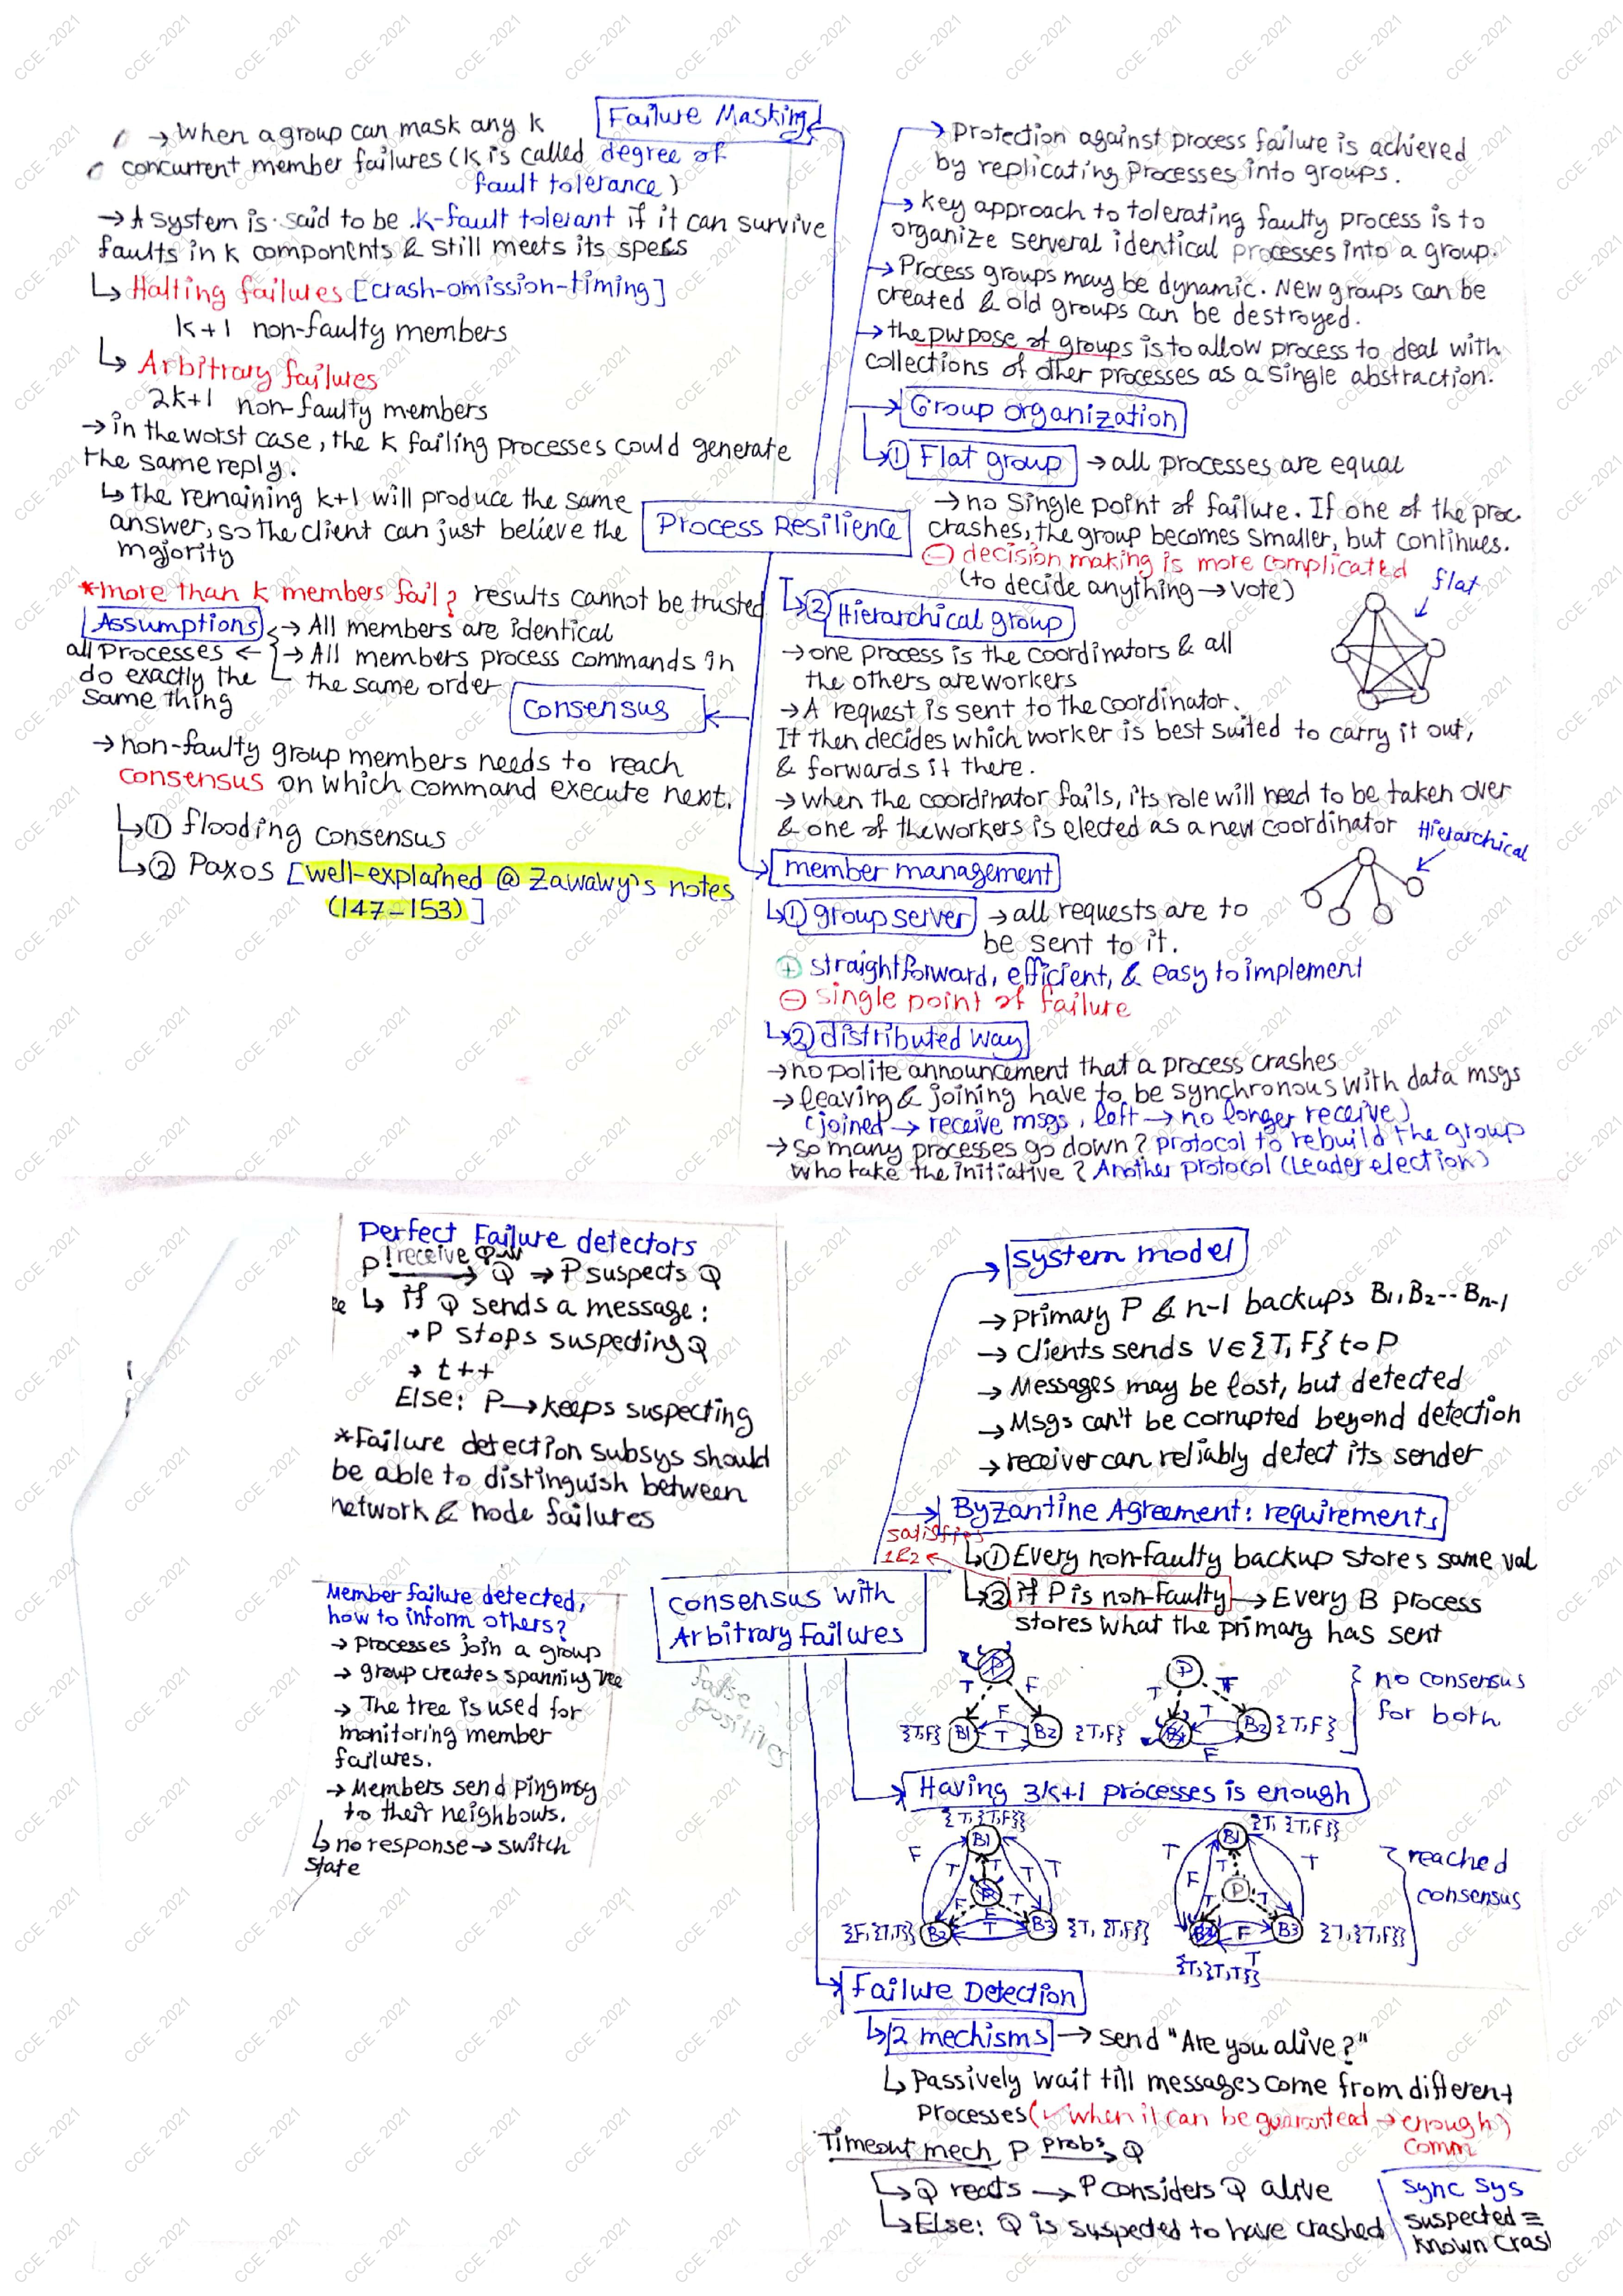 Failure Masking
→ When a group can mask any k
concurrent member failures (k is called degree of
fault tolerance)
→ A system is said to be k-fault tolerant if it can survive
faults in k components & still meets its specs
↳ Halting failures [crash-omission-timing]
k+1 non-faulty members
↳ Arbitrary failures
2k+1 non-faulty members
→ in the worst case, the k failing processes could generate
the same reply.
↳ the remaining k+1 will produce the same
answer, so the client can just believe the
majority
*more than k members fail? results cannot be trusted
Assumptions → All members are identical
all processes ← → All members process commands in
do exactly the the same order
same thing
Consensus
→ non-faulty group members needs to reach
consensus on which command execute next.
↳ ① flooding consensus
↳ ② Paxos [well-explained @ Zawawy's notes
(147-153)]
Process Resilience
→ Protection against process failure is achieved
by replicating processes into groups.
→ key approach to tolerating faulty process is to
organize serveral identical processes into a group.
→ Process groups may be dynamic. New groups can be
created & old groups can be destroyed.
→ the purpose of groups is to allow process to deal with
collections of other processes as a single abstraction.
→ Group organization
↳ ① Flat group → all processes are equal
→ no single point of failure. If one of the proc.
crashes, the group becomes smaller, but continues.
⊖ decision making is more complicated
(to decide anything → vote)
flat
↳ ② Hierarchical group
→ one process is the coordinators & all
the others are workers
→ A request is sent to the coordinator.
It then decides which worker is best suited to carry it out,
& forwards it there.
→ when the coordinator fails, its role will need to be taken over
& one of the workers is elected as a new coordinator
Hierarchical
member management
↳ ① group server → all requests are to
be sent to it.
⊕ straightforward, efficient, & easy to implement
⊖ single point of failure
↳ ② distributed way
→ no polite announcement that a process crashes
→ leaving & joining have to be synchronous with data msgs
(joined → receive msgs, left → no longer receive)
→ so many processes go down? protocol to rebuild the group
who take the initiative? Another protocol (Leader election)
Perfect Failure detectors
P !receive Q → P suspects Q
↳ if Q sends a message:
→ P stops suspecting Q
→ t++
Else: P → keeps suspecting
*Failure detection subsys should
be able to distinguish between
network & node failures
Member failure detected,
how to inform others?
→ processes join a group
→ group creates spanning tree
→ The tree is used for
monitoring member
failures.
→ Members send ping msg
to their neighbours.
↳ no response → switch
state
False
Positive
consensus with
Arbitrary Failures
→ system model
→ primary P & n-1 backups B1, B2 -- Bn-1
→ clients sends V∈{T,F} to P
→ Messages may be lost, but detected
→ Msgs can't be corrupted beyond detection
→ receiver can reliably detect its sender
→ Byzantine Agreement: requirements
satisfies
1&2 ←
↳ ① Every non-faulty backup stores same val
↳ ② if P is non-faulty → Every B process
stores what the primary has sent
P
T F
F
{T,F} B1 T B2 {T,F}
P
T T
T
B1 B2 {T,F}
F
no consensus
for both
→ Having 3k+1 processes is enough
{T,{T,F}}
B1
F T T T
P
F T
F
{F,{T,T}} B2 T B3 {T,{T,F}}
B1 {T,{T,F}}
T F T T
P
T T
B2 F B3 {T,{T,F}}
T
{T,{T,T}}
reached
consensus
Failure Detection
↳ 2 mechisms → send "Are you alive?"
↳ Passively wait till messages come from different
processes (✓ when it can be guaranteed → enough)
comm
Timeout mech P probs→ Q
↳ Q reacts → P considers Q alive
↳ Else: Q is suspected to have crashed
Sync Sys
suspected ≡
known cras
CCE - 2021